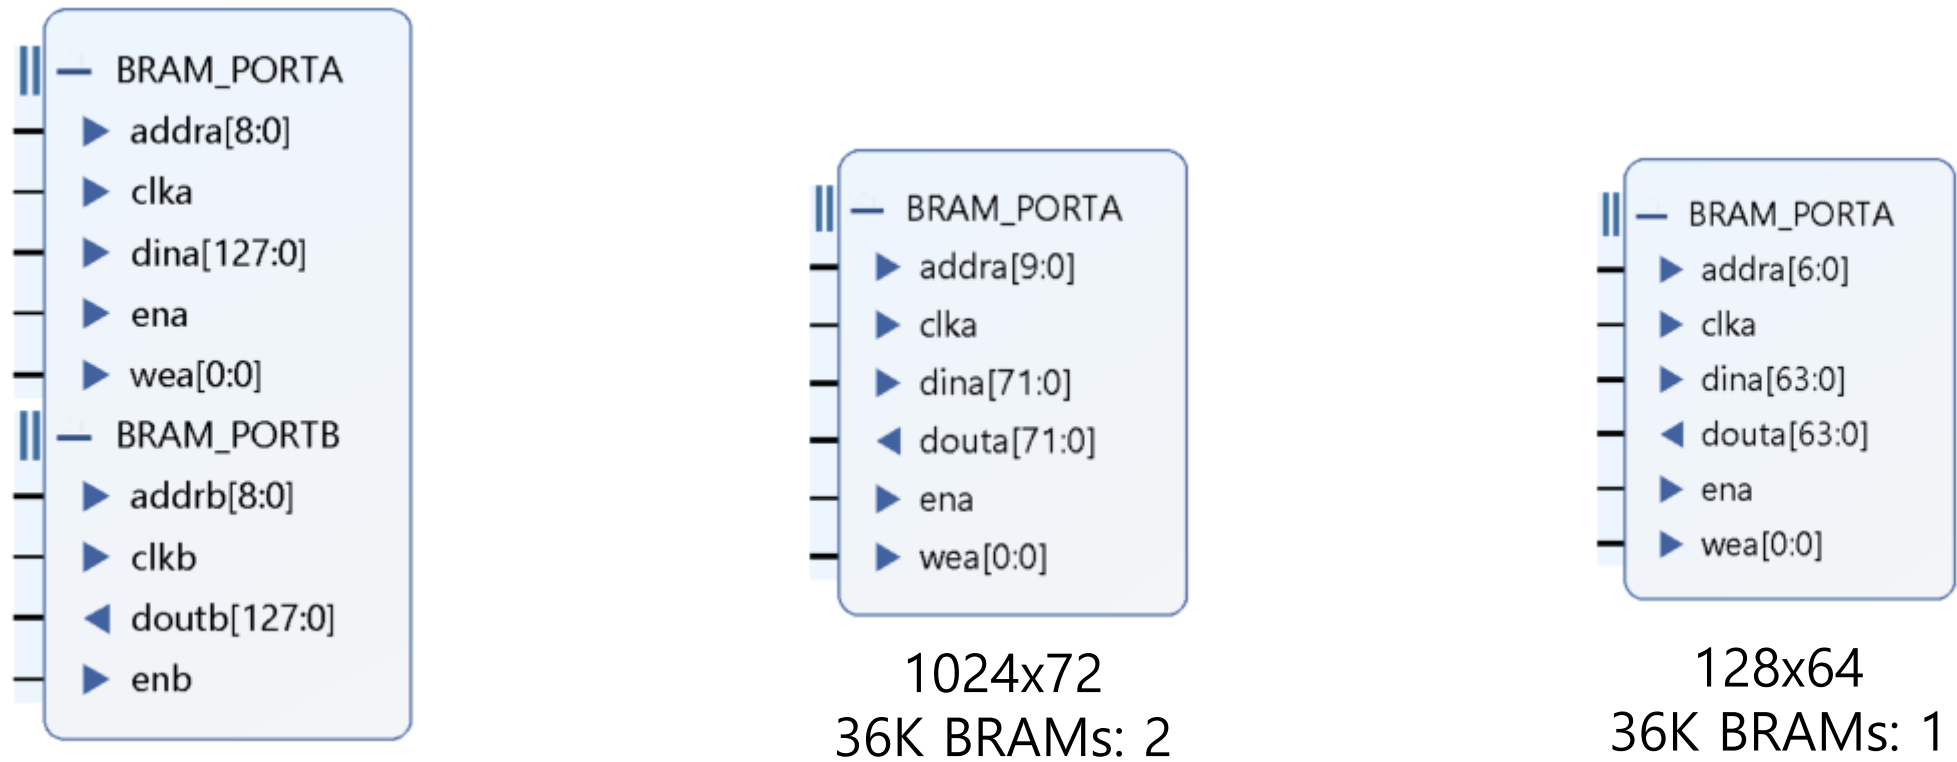 BRAM_PORTA
addra[8:0]
clka
dina[127:0]
ena
wea[0:0]
BRAM_PORTB
addrb[8:0]
clkb
doutb[127:0]
enb
BRAM_PORTA
addra[9:0]
clka
dina[71:0]
douta[71:0]
ena
wea[0:0]
1024x72
36K BRAMs: 2
BRAM_PORTA
addra[6:0]
clka
dina[63:0]
douta[63:0]
ena
wea[0:0]
128x64
36K BRAMs: 1